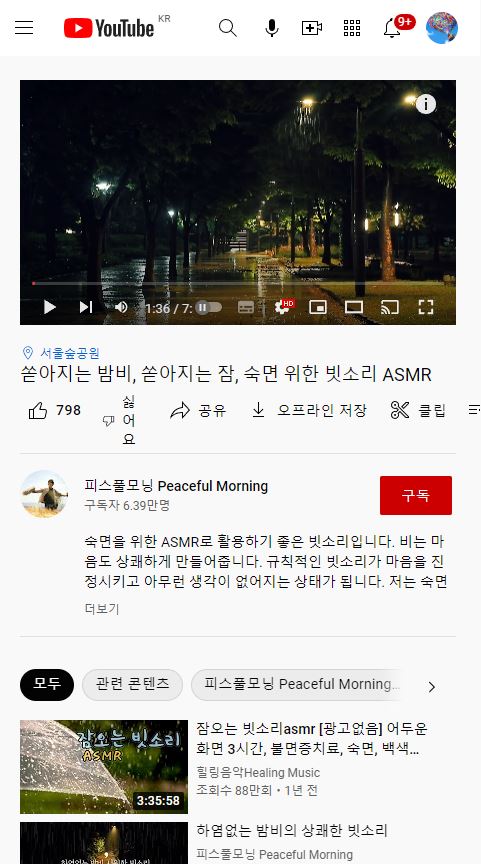 YouTube KR
9+
HD
1:36 / 7:
서울숲공원
쏟아지는 밤비, 쏟아지는 잠, 숙면 위한 빗소리 ASMR
798
싫
어
요
공유
오프라인 저장
클립
피스풀모닝 Peaceful Morning
구독자 6.39만명
구독
숙면을 위한 ASMR로 활용하기 좋은 빗소리입니다. 비는 마
음도 상쾌하게 만들어줍니다. 규칙적인 빗소리가 마음을 진
정시키고 아무런 생각이 없어지는 상태가 됩니다. 저는 숙면
더보기
모두
관련 콘텐츠
피스풀모닝 Peaceful Morning...
잠오는 빗소리
ASMR
3:35:58
잠오는 빗소리asmr [광고없음] 어두운
화면 3시간, 불면증치료, 숙면, 백색...
힐링음악Healing Music
조회수 88만회 • 1년 전
하염없는 밤비의 상쾌한 빗소리
피스풀모닝 Peaceful Morning